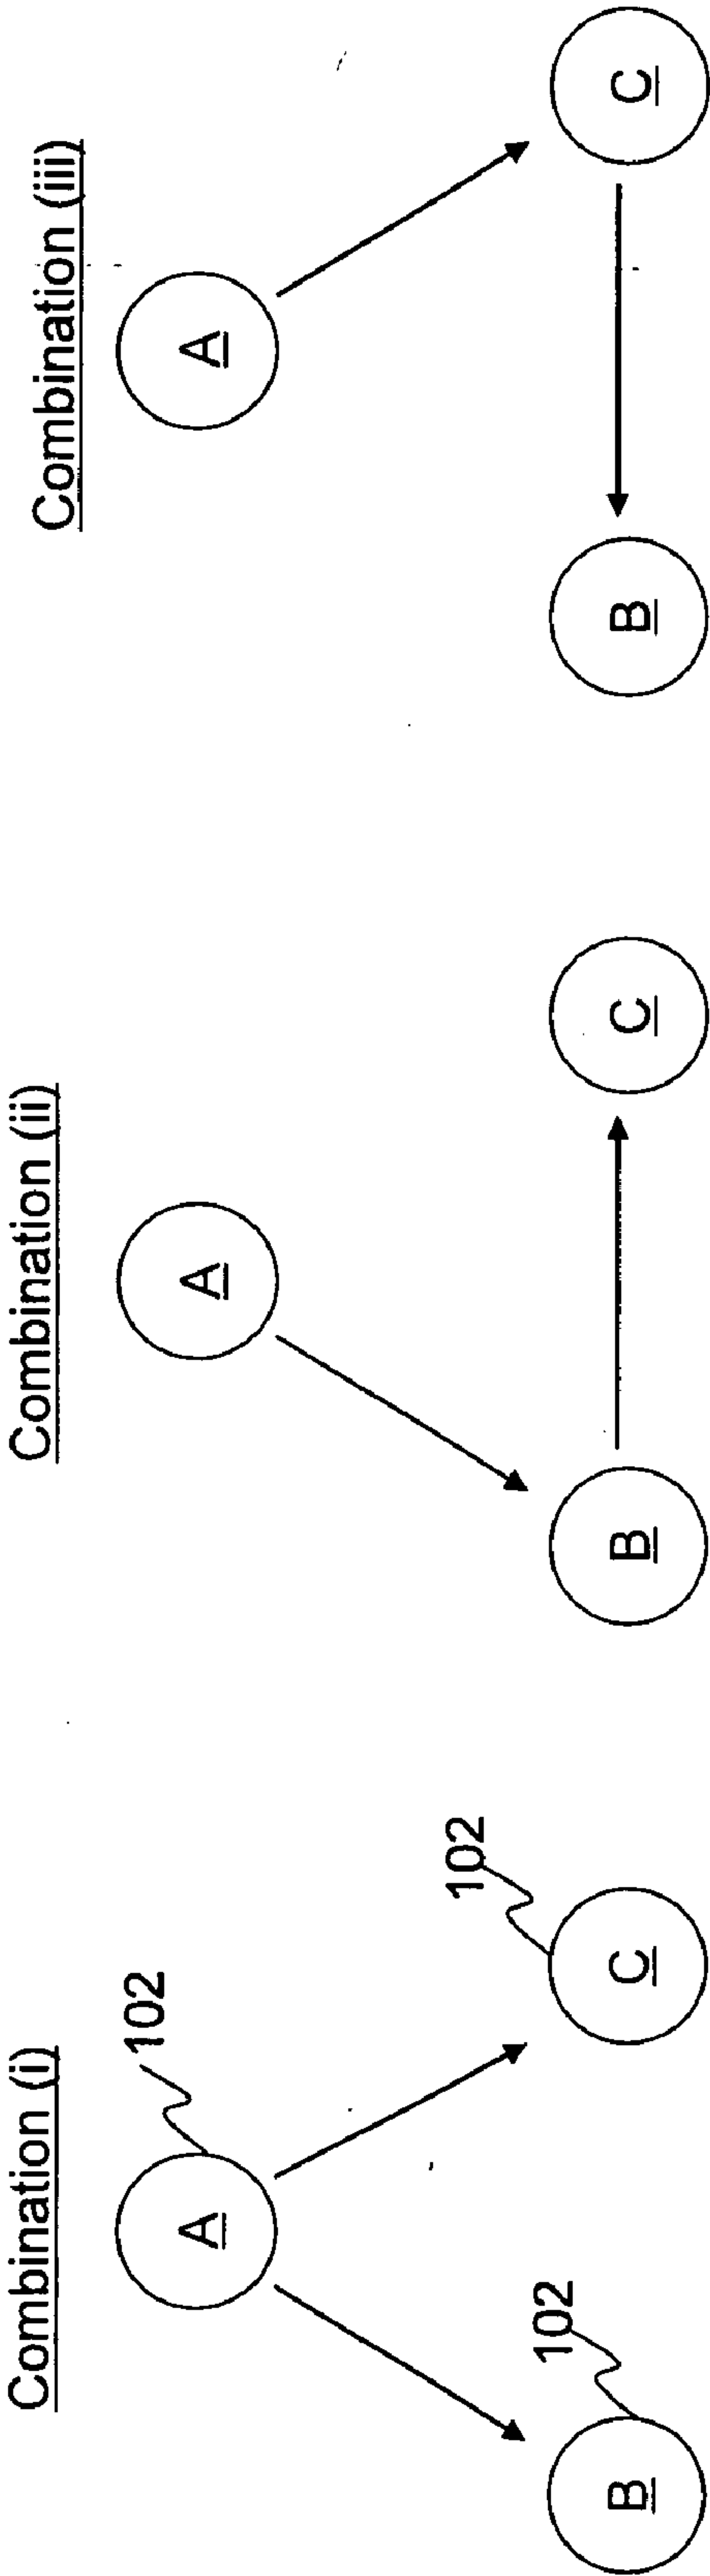 Combination (i)
A
102
B
102
C
102
Combination (ii)
A
B
C
Combination (iii)
A
B
C